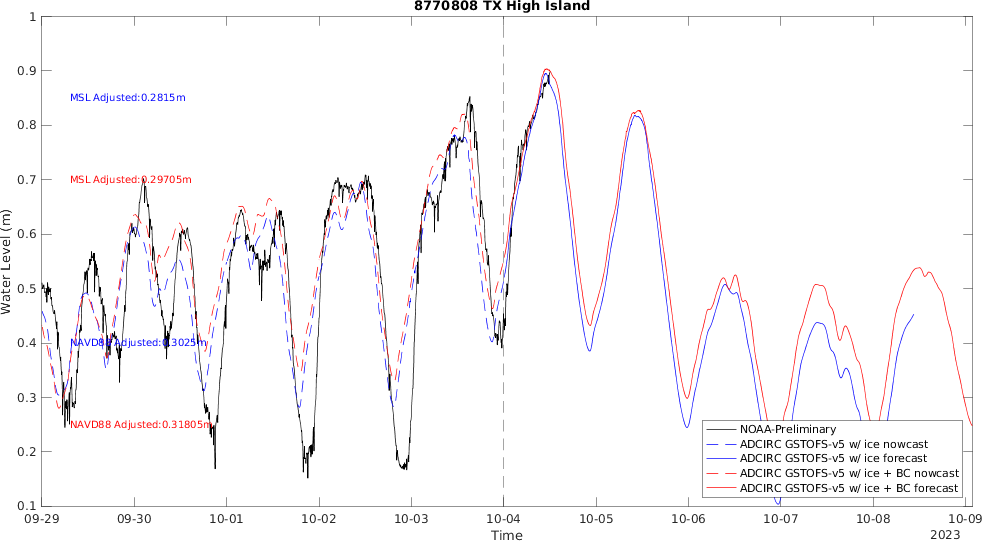 8770808 TX High Island
1
0.9
0.8
0.7
0.6
0.5
0.4
0.3
0.2
0.1
Water Level (m)
MSL Adjusted:0.2815m
MSL Adjusted:0.29705m
NAVD88 Adjusted:0.3025m
NAVD88 Adjusted:0.31805m
NOAA-Preliminary
ADCIRC GSTOFS-v5 w/ ice nowcast
ADCIRC GSTOFS-v5 w/ ice forecast
ADCIRC GSTOFS-v5 w/ ice + BC nowcast
ADCIRC GSTOFS-v5 w/ ice + BC forecast
09-29 09-30 10-01 10-02 10-03 10-04 10-05 10-06 10-07 10-08 10-09
Time
2023